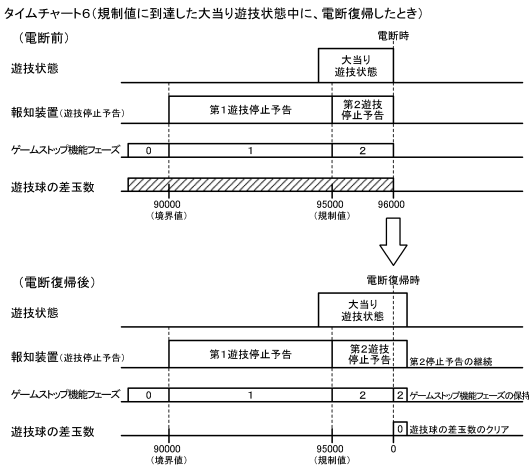 タイムチャート6(規制値に到達した大当り遊技状態中に、電断復帰したとき)
(電断前)
電断時
遊技状態
大当り
遊技状態
報知装置(遊技停止予告)
第1遊技停止予告
第2遊技
停止予告
ゲームストップ機能フェーズ
0
1
2
遊技球の差玉数
90000
(境界値)
95000
(規制値)
96000
(電断復帰後)
電断復帰時
遊技状態
大当り
遊技状態
報知装置(遊技停止予告)
第1遊技停止予告
第2遊技
停止予告
第2停止予告の継続
ゲームストップ機能フェーズ
0
1
2
2
ゲームストップ機能フェーズの保持
遊技球の差玉数
0
遊技球の差玉数のクリア
90000
(境界値)
95000
(規制値)
0